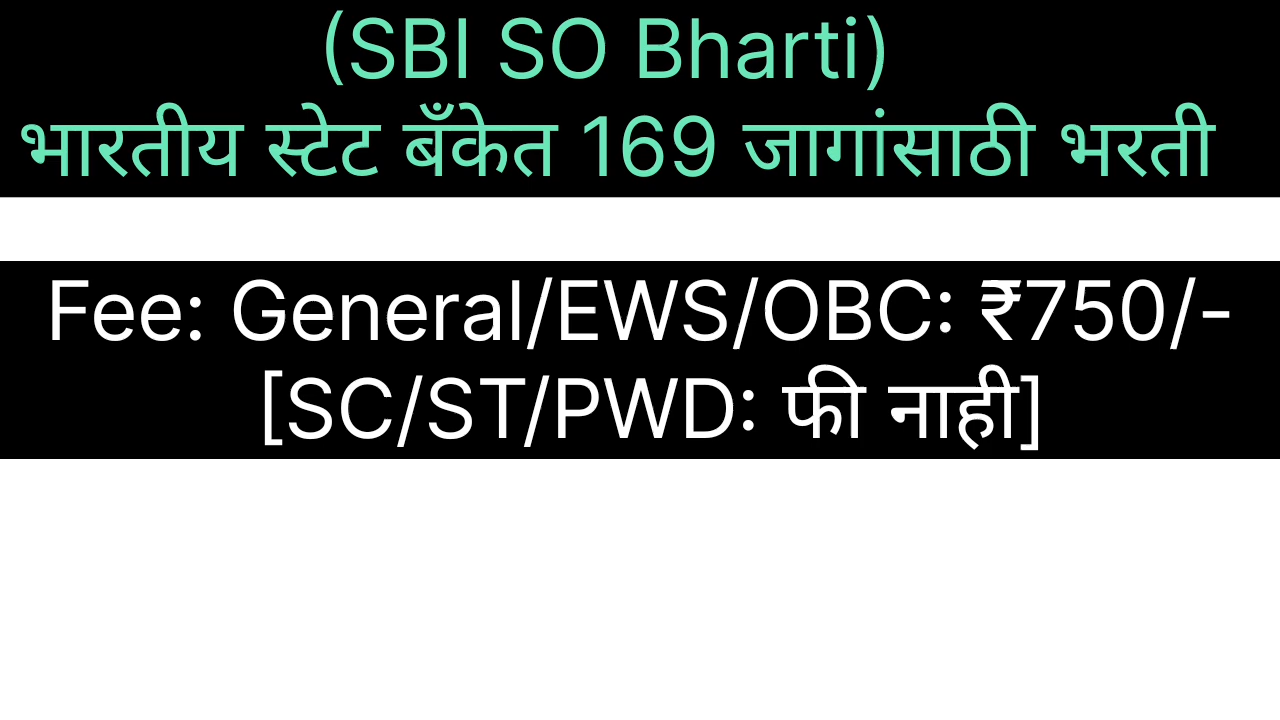 (SBI SO Bharti)
भारतीय स्टेट बँकेत 169 जागांसाठी भरती
Fee: General/EWS/OBC: ₹750/-
[SC/ST/PWD: फी नाही]